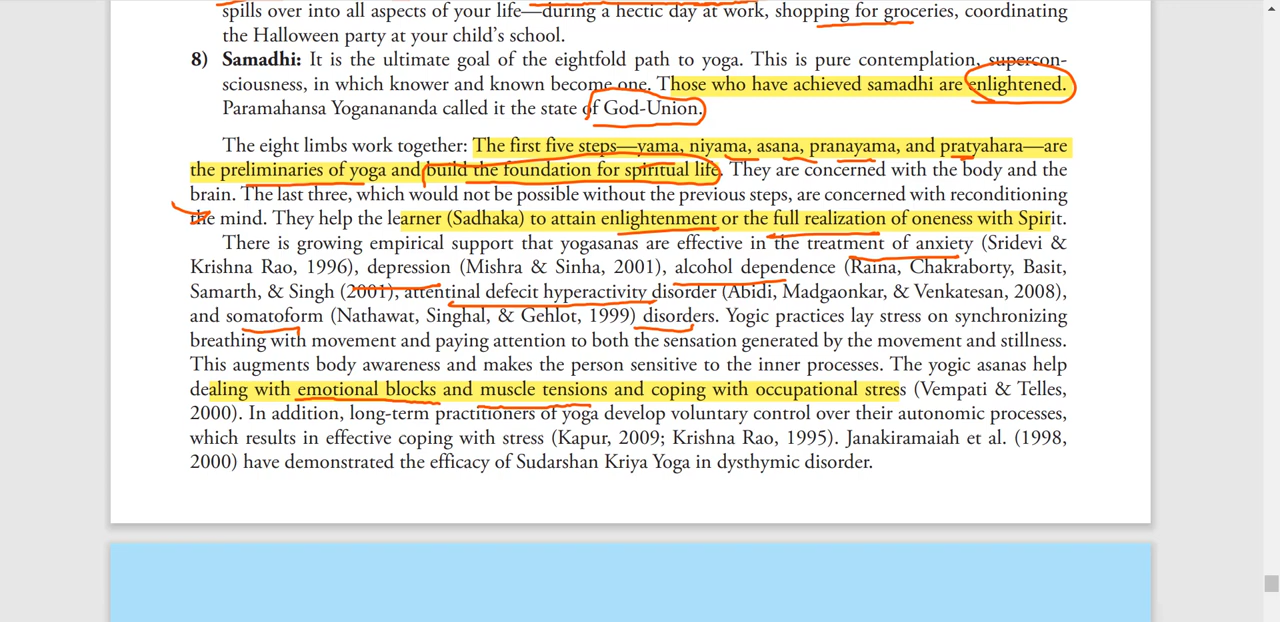 spills over into all aspects of your life—during a hectic day at work, shopping for groceries, coordinating
the Halloween party at your child's school.
8) Samadhi: It is the ultimate goal of the eightfold path to yoga. This is pure contemplation, supercon-
sciousness, in which knower and known become one. Those who have achieved samadhi are enlightened.
Paramahansa Yoganananda called it the state of God-Union.
The eight limbs work together: The first five steps—yama, niyama, asana, pranayama, and pratyahara—are
the preliminaries of yoga and build the foundation for spiritual life. They are concerned with the body and the
brain. The last three, which would not be possible without the previous steps, are concerned with reconditioning
the mind. They help the learner (Sadhaka) to attain enlightenment or the full realization of oneness with Spirit.
There is growing empirical support that yogasanas are effective in the treatment of anxiety (Sridevi &
Krishna Rao, 1996), depression (Mishra & Sinha, 2001), alcohol dependence (Raina, Chakraborty, Basit,
Samarth, & Singh (2001), attentinal defecit hyperactivity disorder (Abidi, Madgaonkar, & Venkatesan, 2008),
and somatoform (Nathawat, Singhal, & Gehlot, 1999) disorders. Yogic practices lay stress on synchronizing
breathing with movement and paying attention to both the sensation generated by the movement and stillness.
This augments body awareness and makes the person sensitive to the inner processes. The yogic asanas help
dealing with emotional blocks and muscle tensions and coping with occupational stress (Vempati & Telles,
2000). In addition, long-term practitioners of yoga develop voluntary control over their autonomic processes,
which results in effective coping with stress (Kapur, 2009; Krishna Rao, 1995). Janakiramaiah et al. (1998,
2000) have demonstrated the efficacy of Sudarshan Kriya Yoga in dysthymic disorder.